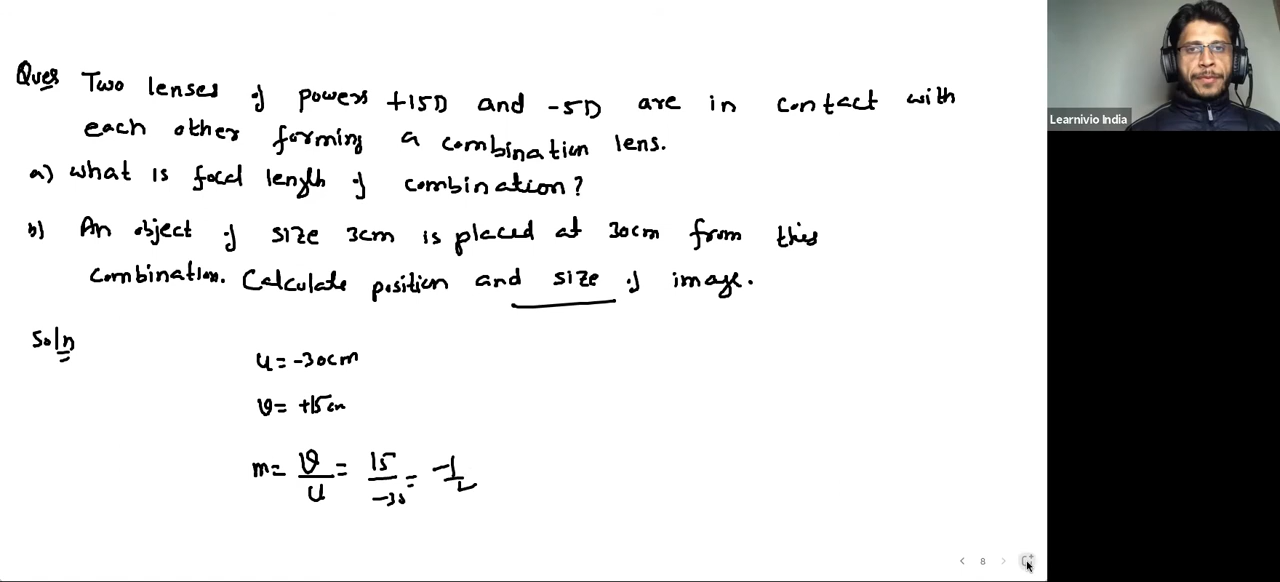 Ques Two lenses of powers +15D and -5D are in contact with
each other forming a combination lens.
a) what is focal length of combination?
b) An object of size 3cm is placed at 30cm from this
combination. Calculate position and size of image.
Soln
u = -30cm
v = +15cm
m = v/u = 15/-30 = -1/2
Learnivio India
8